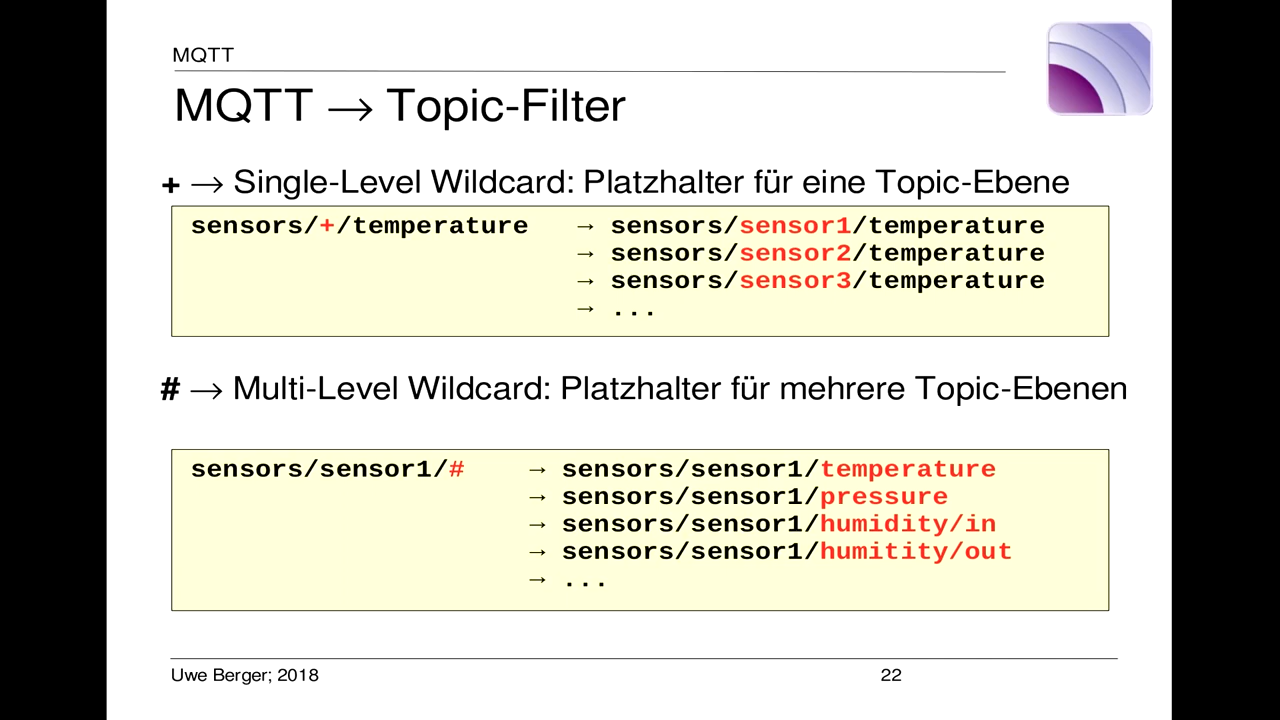 MQTT
MQTT → Topic-Filter
+ → Single-Level Wildcard: Platzhalter für eine Topic-Ebene
sensors/+/temperature → sensors/sensor1/temperature
→ sensors/sensor2/temperature
→ sensors/sensor3/temperature
→ ...
# → Multi-Level Wildcard: Platzhalter für mehrere Topic-Ebenen
sensors/sensor1/# → sensors/sensor1/temperature
→ sensors/sensor1/pressure
→ sensors/sensor1/humidity/in
→ sensors/sensor1/humitity/out
→ ...
Uwe Berger; 2018 22